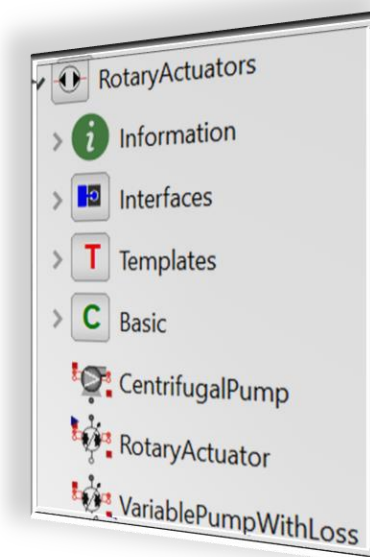 RotaryActuators
i Information
Interfaces
T Templates
C Basic
CentrifugalPump
RotaryActuator
VariablePumpWithLoss